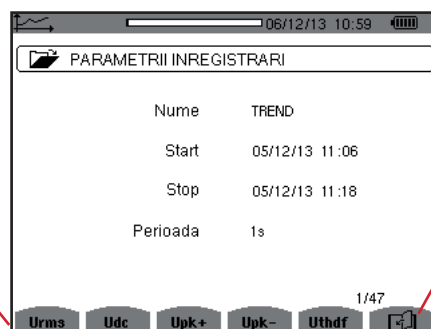 06/12/13 10:59
PARAMETRII INREGISTRARI
Nume TREND
Start 05/12/13 11:06
Stop 05/12/13 11:18
Perioada 1s
1/47
Urms Udc Upk+ Upk- Uthdf